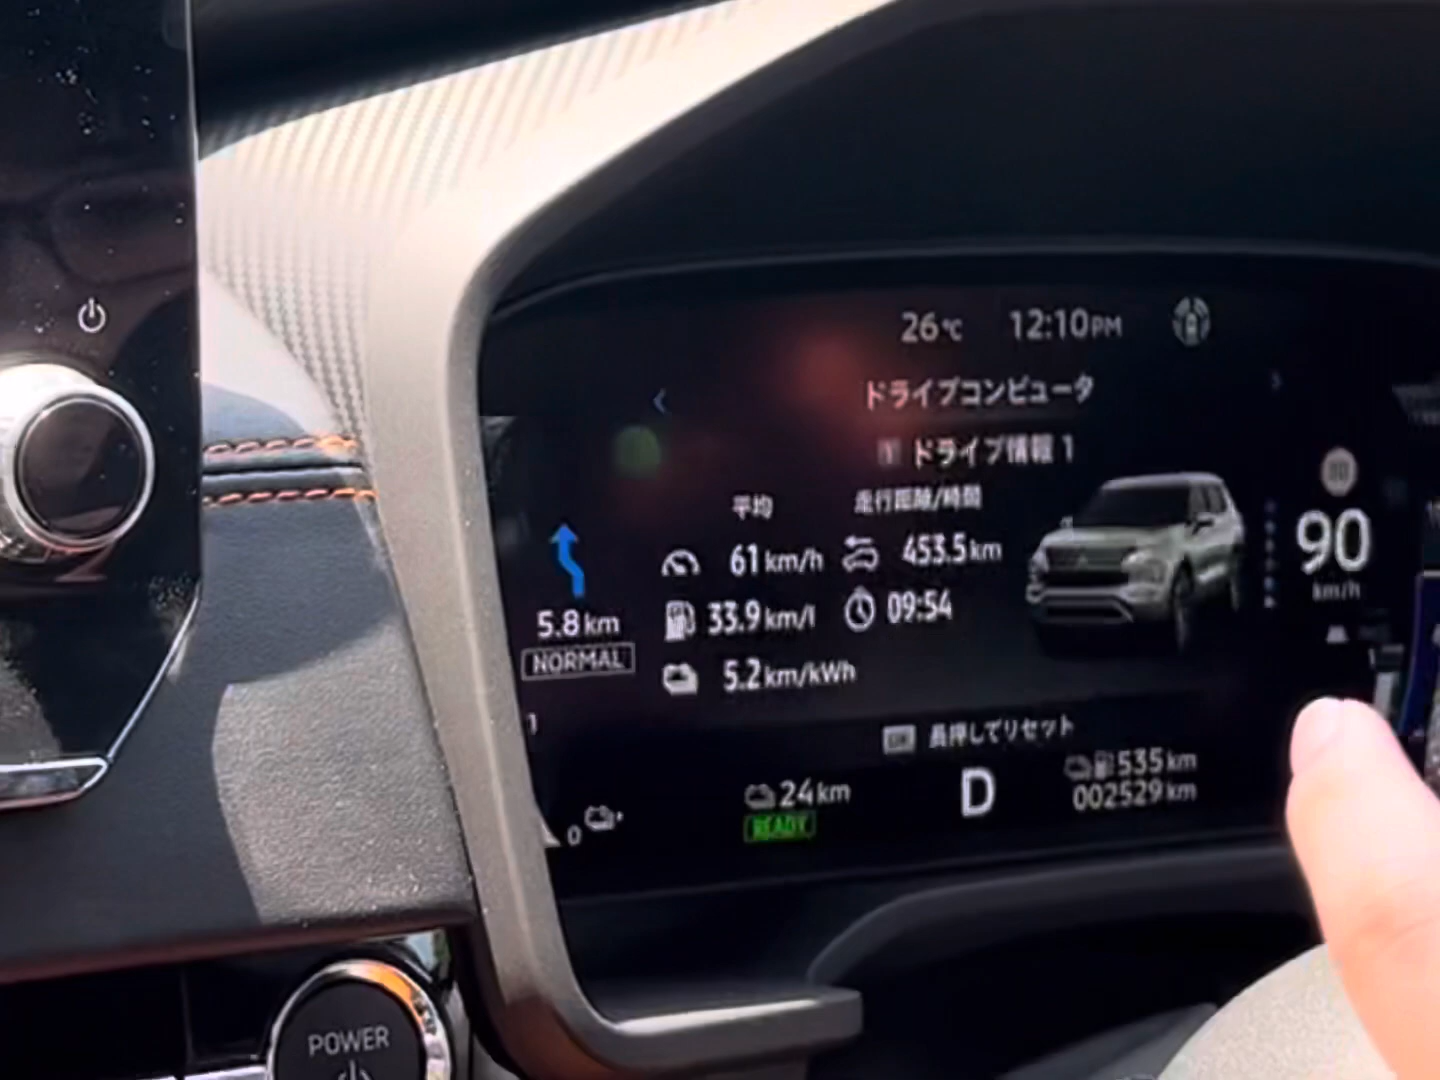 26℃ 12:10PM
ドライブコンピュータ
1 ドライブ情報 1
平均 走行距離/時間
61 km/h 453.5 km
33.9 km/l 09:54
5.2 km/kWh
5.8 km
NORMAL
90
km/h
長押しでリセット
24 km
READY
D
535 km
002529 km
0
POWER